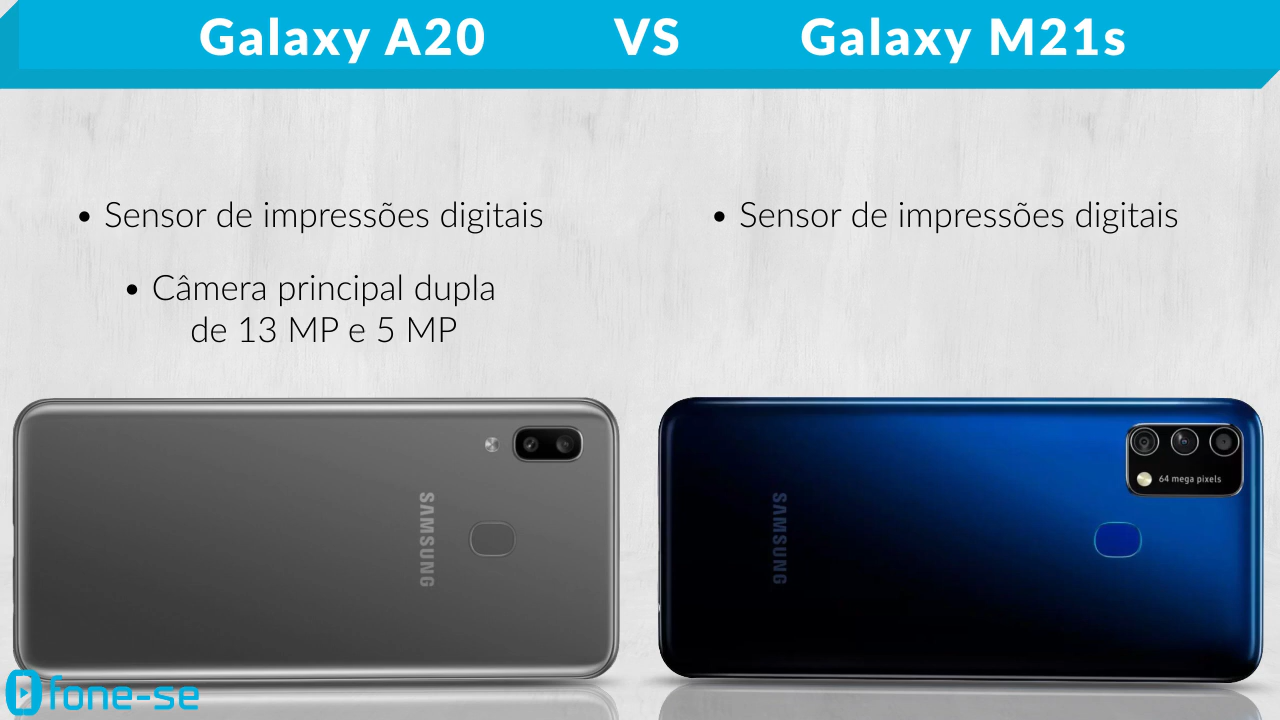 Galaxy A20 VS Galaxy M21s
• Sensor de impressões digitais
• Câmera principal dupla
de 13 MP e 5 MP
• Sensor de impressões digitais
SAMSUNG
SAMSUNG
64 mega pixels
fone-se